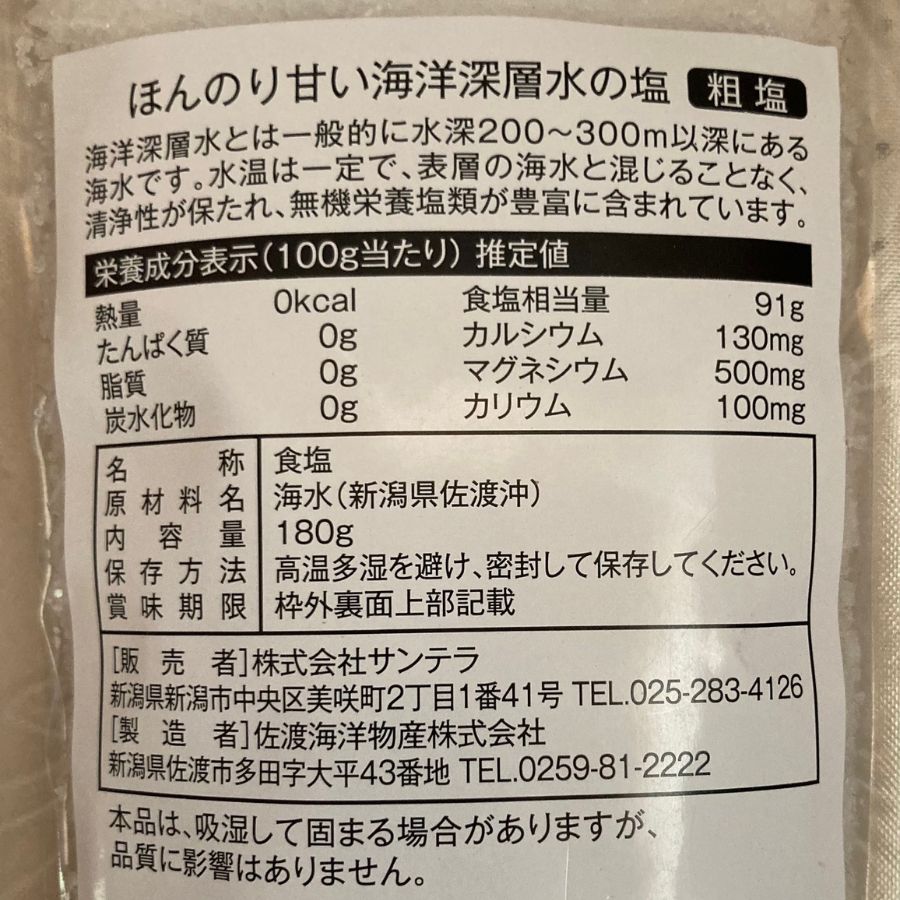 ほんのり甘い海洋深層水の塩 粗塩
海洋深層水とは一般的に水深200～300m以深にある
海水です。水温は一定で、表層の海水と混じることなく、
清浄性が保たれ、無機栄養塩類が豊富に含まれています。
栄養成分表示(100g当たり) 推定値
熱量 0kcal 食塩相当量 91g
たんぱく質 0g カルシウム 130mg
脂質 0g マグネシウム 500mg
炭水化物 0g カリウム 100mg
名称 食塩
原材料名 海水(新潟県佐渡沖)
内容量 180g
保存方法 高温多湿を避け、密封して保存してください。
賞味期限 枠外裏面上部記載
[販売者]株式会社サンテラ
新潟県新潟市中央区美咲町2丁目1番41号 TEL.025-283-4126
[製造者]佐渡海洋物産株式会社
新潟県佐渡市多田字大平43番地 TEL.0259-81-2222
本品は、吸湿して固まる場合がありますが、
品質に影響はありません。